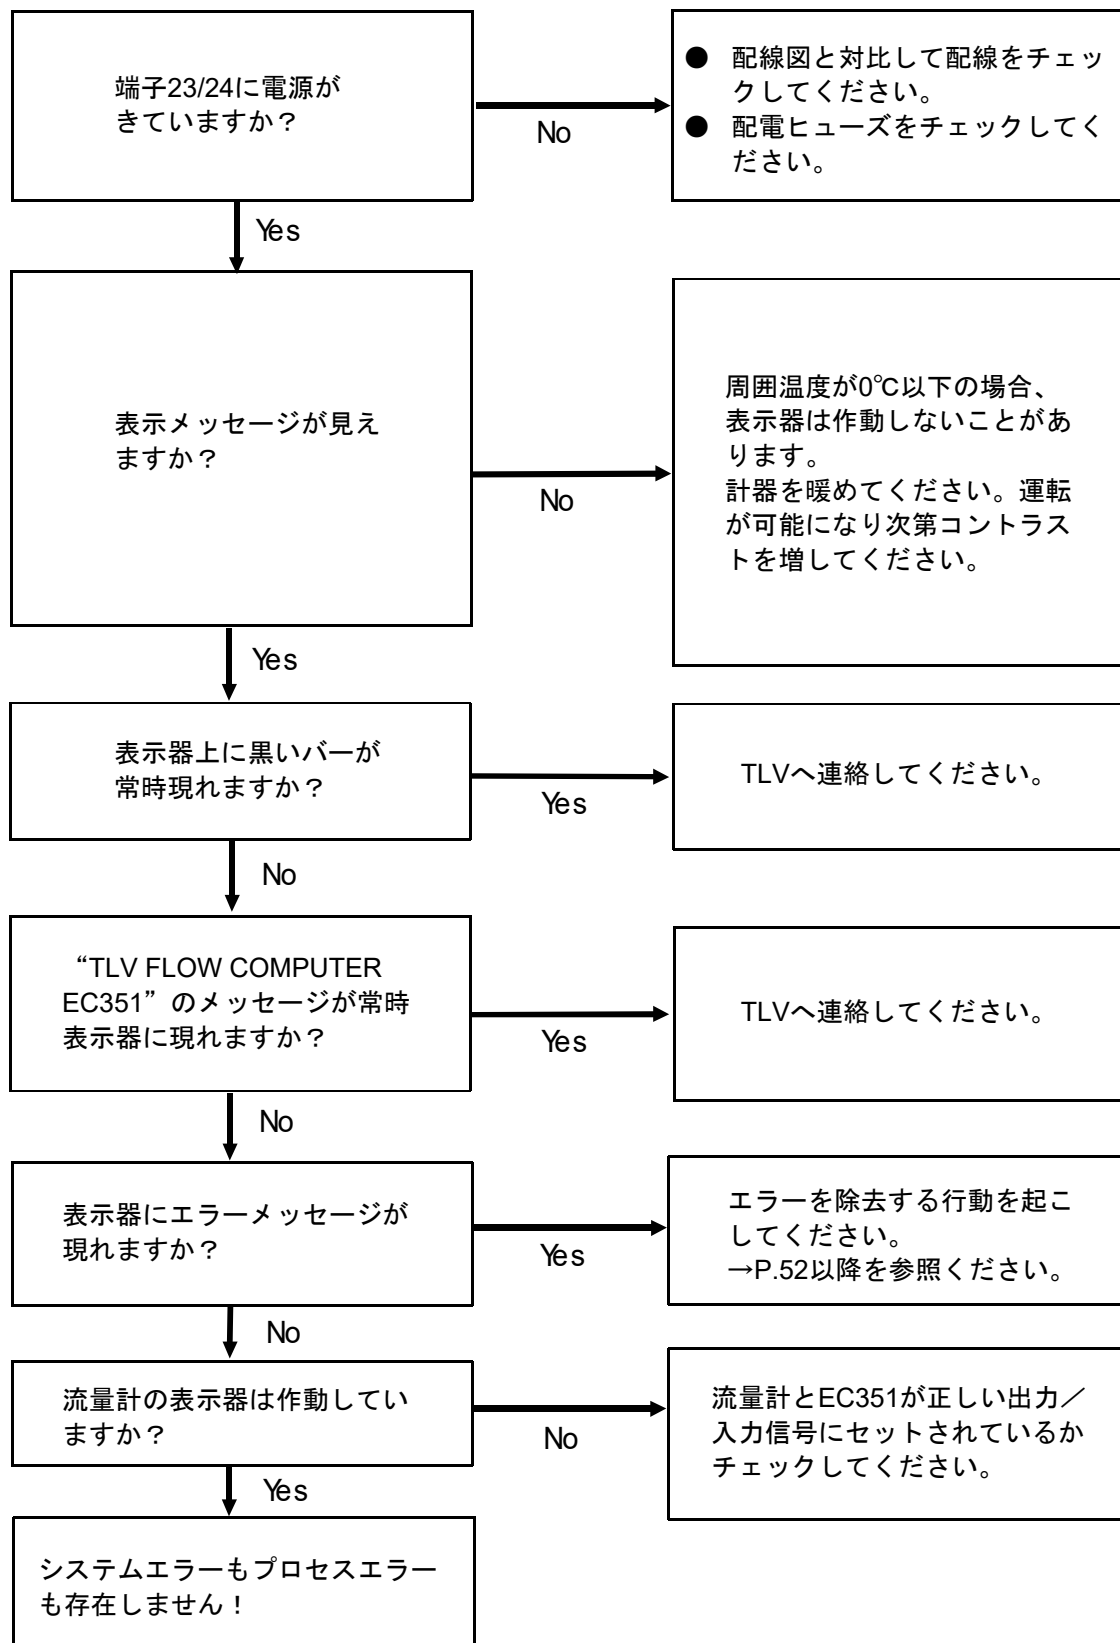 端子23/24に電源が
きていますか？
No
● 配線図と対比して配線をチェッ
クしてください。
● 配電ヒューズをチェックしてく
ださい。
Yes
表示メッセージが見え
ますか？
No
周囲温度が0℃以下の場合、
表示器は作動しないことがあ
ります。
計器を暖めてください。運転
が可能になり次第コントラス
トを増してください。
Yes
表示器上に黒いバーが
常時現れますか？
Yes
TLVへ連絡してください。
No
“TLV FLOW COMPUTER
EC351”のメッセージが常時
表示器に現れますか？
Yes
TLVへ連絡してください。
No
表示器にエラーメッセージが
現れますか？
Yes
エラーを除去する行動を起こ
してください。
→P.52以降を参照ください。
No
流量計の表示器は作動してい
ますか？
No
流量計とEC351が正しい出力／
入力信号にセットされているか
チェックしてください。
Yes
システムエラーもプロセスエラー
も存在しません！